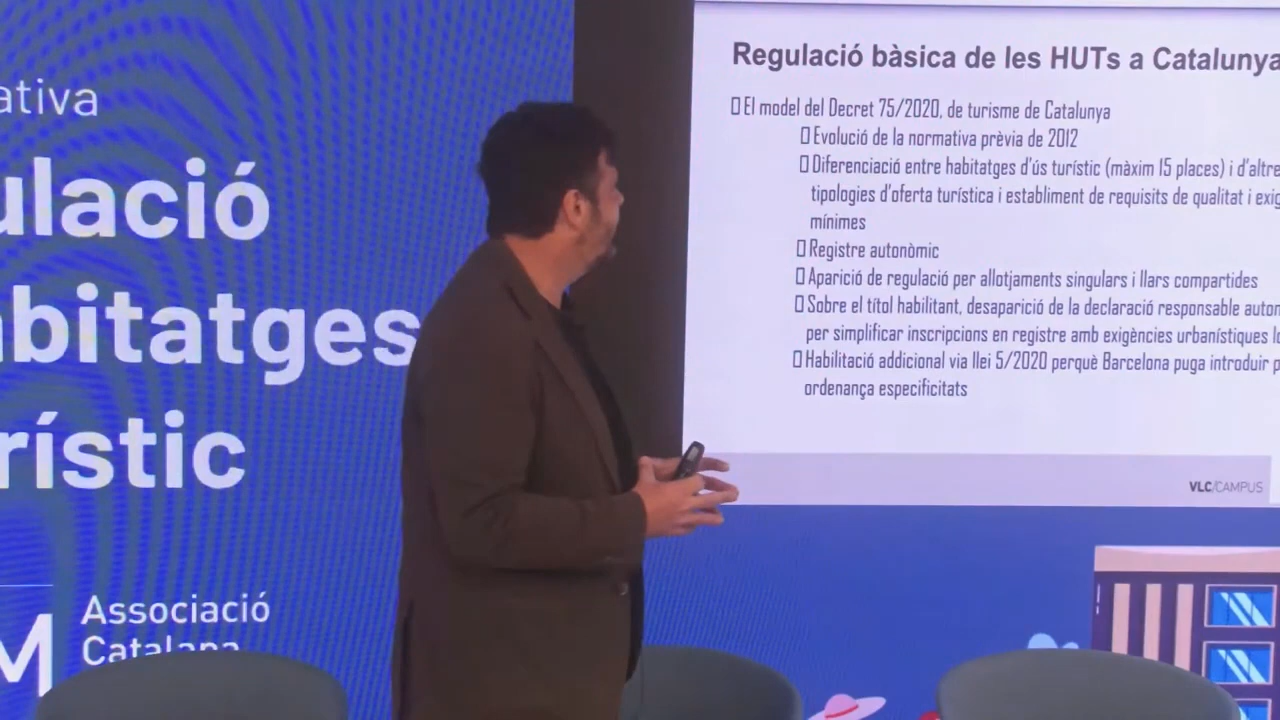 ativa
ulació
abitatges
rístic
M
Associació
Catalana
Regulació bàsica de les HUTs a Catalunya
El model del Decret 75/2020, de turisme de Catalunya
Evolució de la normativa prèvia de 2012
Diferenciació entre habitatges d'ús turístic (màxim 15 places) i d'altre
tipologies d'oferta turística i establiment de requisits de qualitat i exig
mínimes
Registre autonòmic
Aparició de regulació per allotjaments singulars i llars compartides
Sobre el títol habilitant, desaparició de la declaració responsable auton
per simplificar inscripcions en registre amb exigències urbanístiques lo
Habilitació addicional via llei 5/2020 perquè Barcelona puga introduir p
ordenança especificitats
VLC/CAMPUS